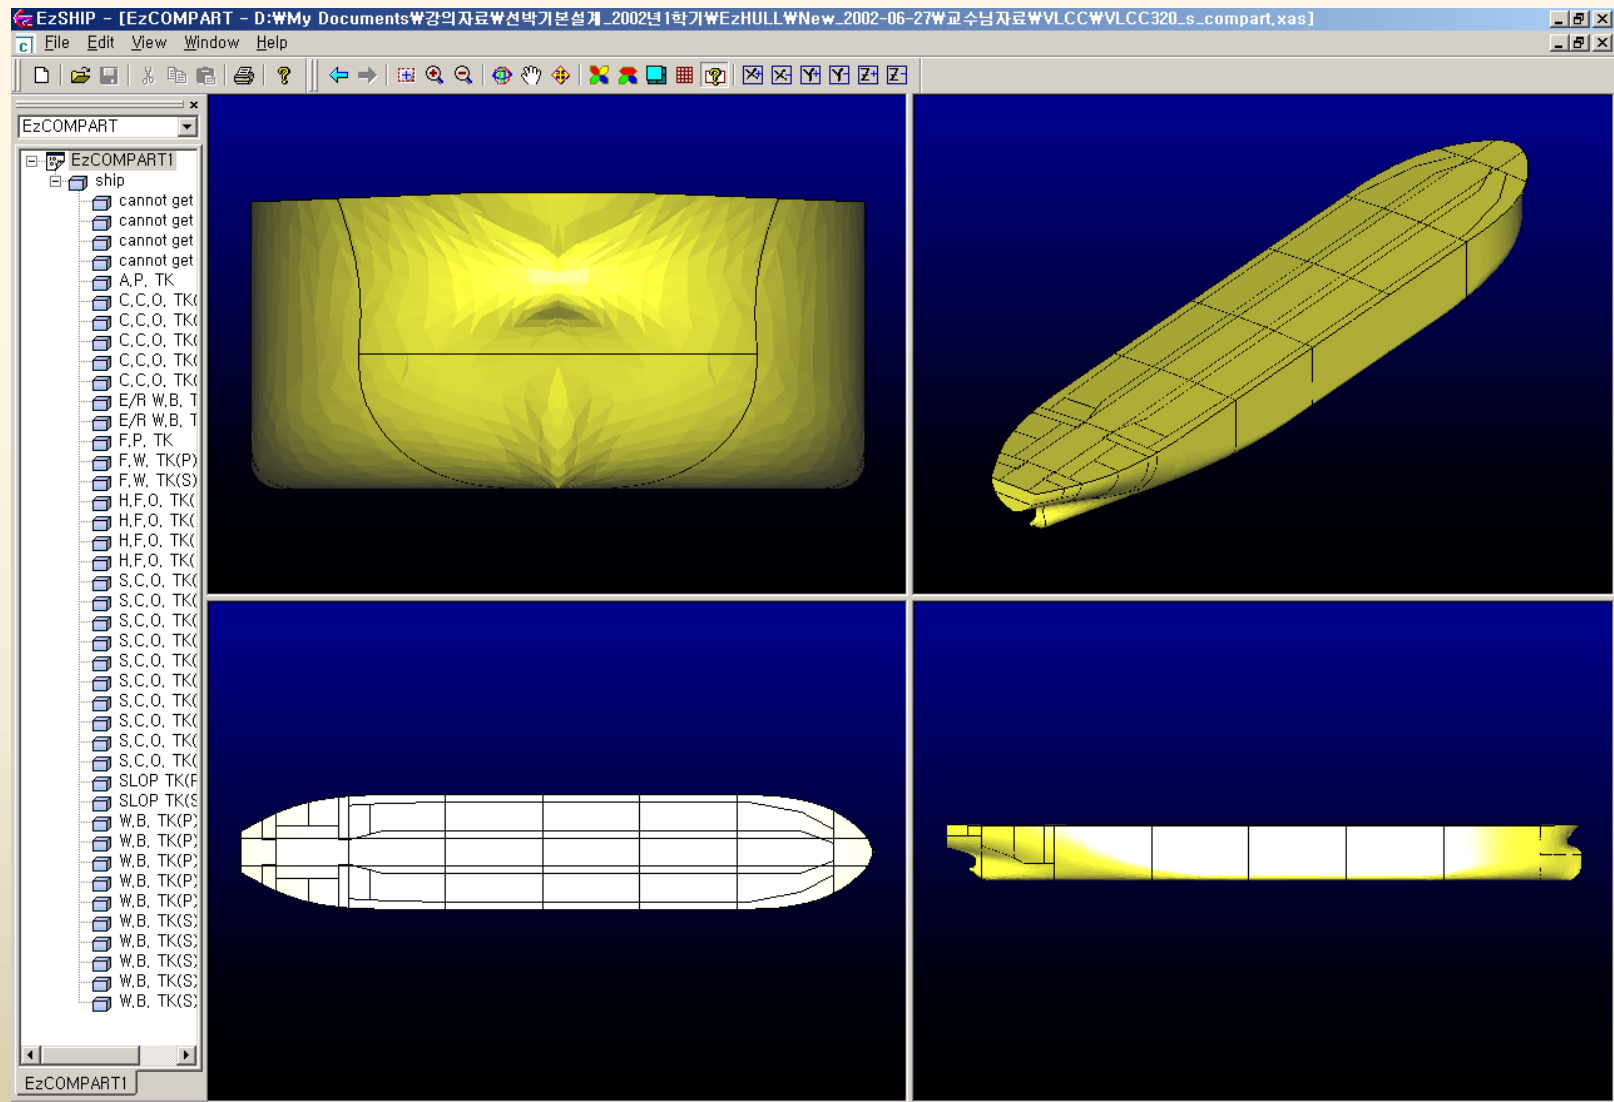 EzSHIP - [EzCOMPART - D:₩My Documents₩강의자료₩선박기본설계_2002년1학기₩EzHULL₩New_2002-06-27₩교수님자료₩VLCC₩VLCC320_s_compart.xas]
File Edit View Window Help
X+ X- Y+ Y- Z+ Z-
EzCOMPART
EzCOMPART1
ship
cannot get
cannot get
cannot get
cannot get
A.P. TK
C.C.O. TK(
C.C.O. TK(
C.C.O. TK(
C.C.O. TK(
C.C.O. TK(
E/R W.B. T
E/R W.B. T
F.P. TK
F.W. TK(P)
F.W. TK(S)
H.F.O. TK(
H.F.O. TK(
H.F.O. TK(
H.F.O. TK(
S.C.O. TK(
S.C.O. TK(
S.C.O. TK(
S.C.O. TK(
S.C.O. TK(
S.C.O. TK(
S.C.O. TK(
S.C.O. TK(
S.C.O. TK(
S.C.O. TK(
SLOP TK(P
SLOP TK(S
W.B. TK(P)
W.B. TK(P)
W.B. TK(P)
W.B. TK(P)
W.B. TK(P)
W.B. TK(S)
W.B. TK(S)
W.B. TK(S)
W.B. TK(S)
W.B. TK(S)
EzCOMPART1